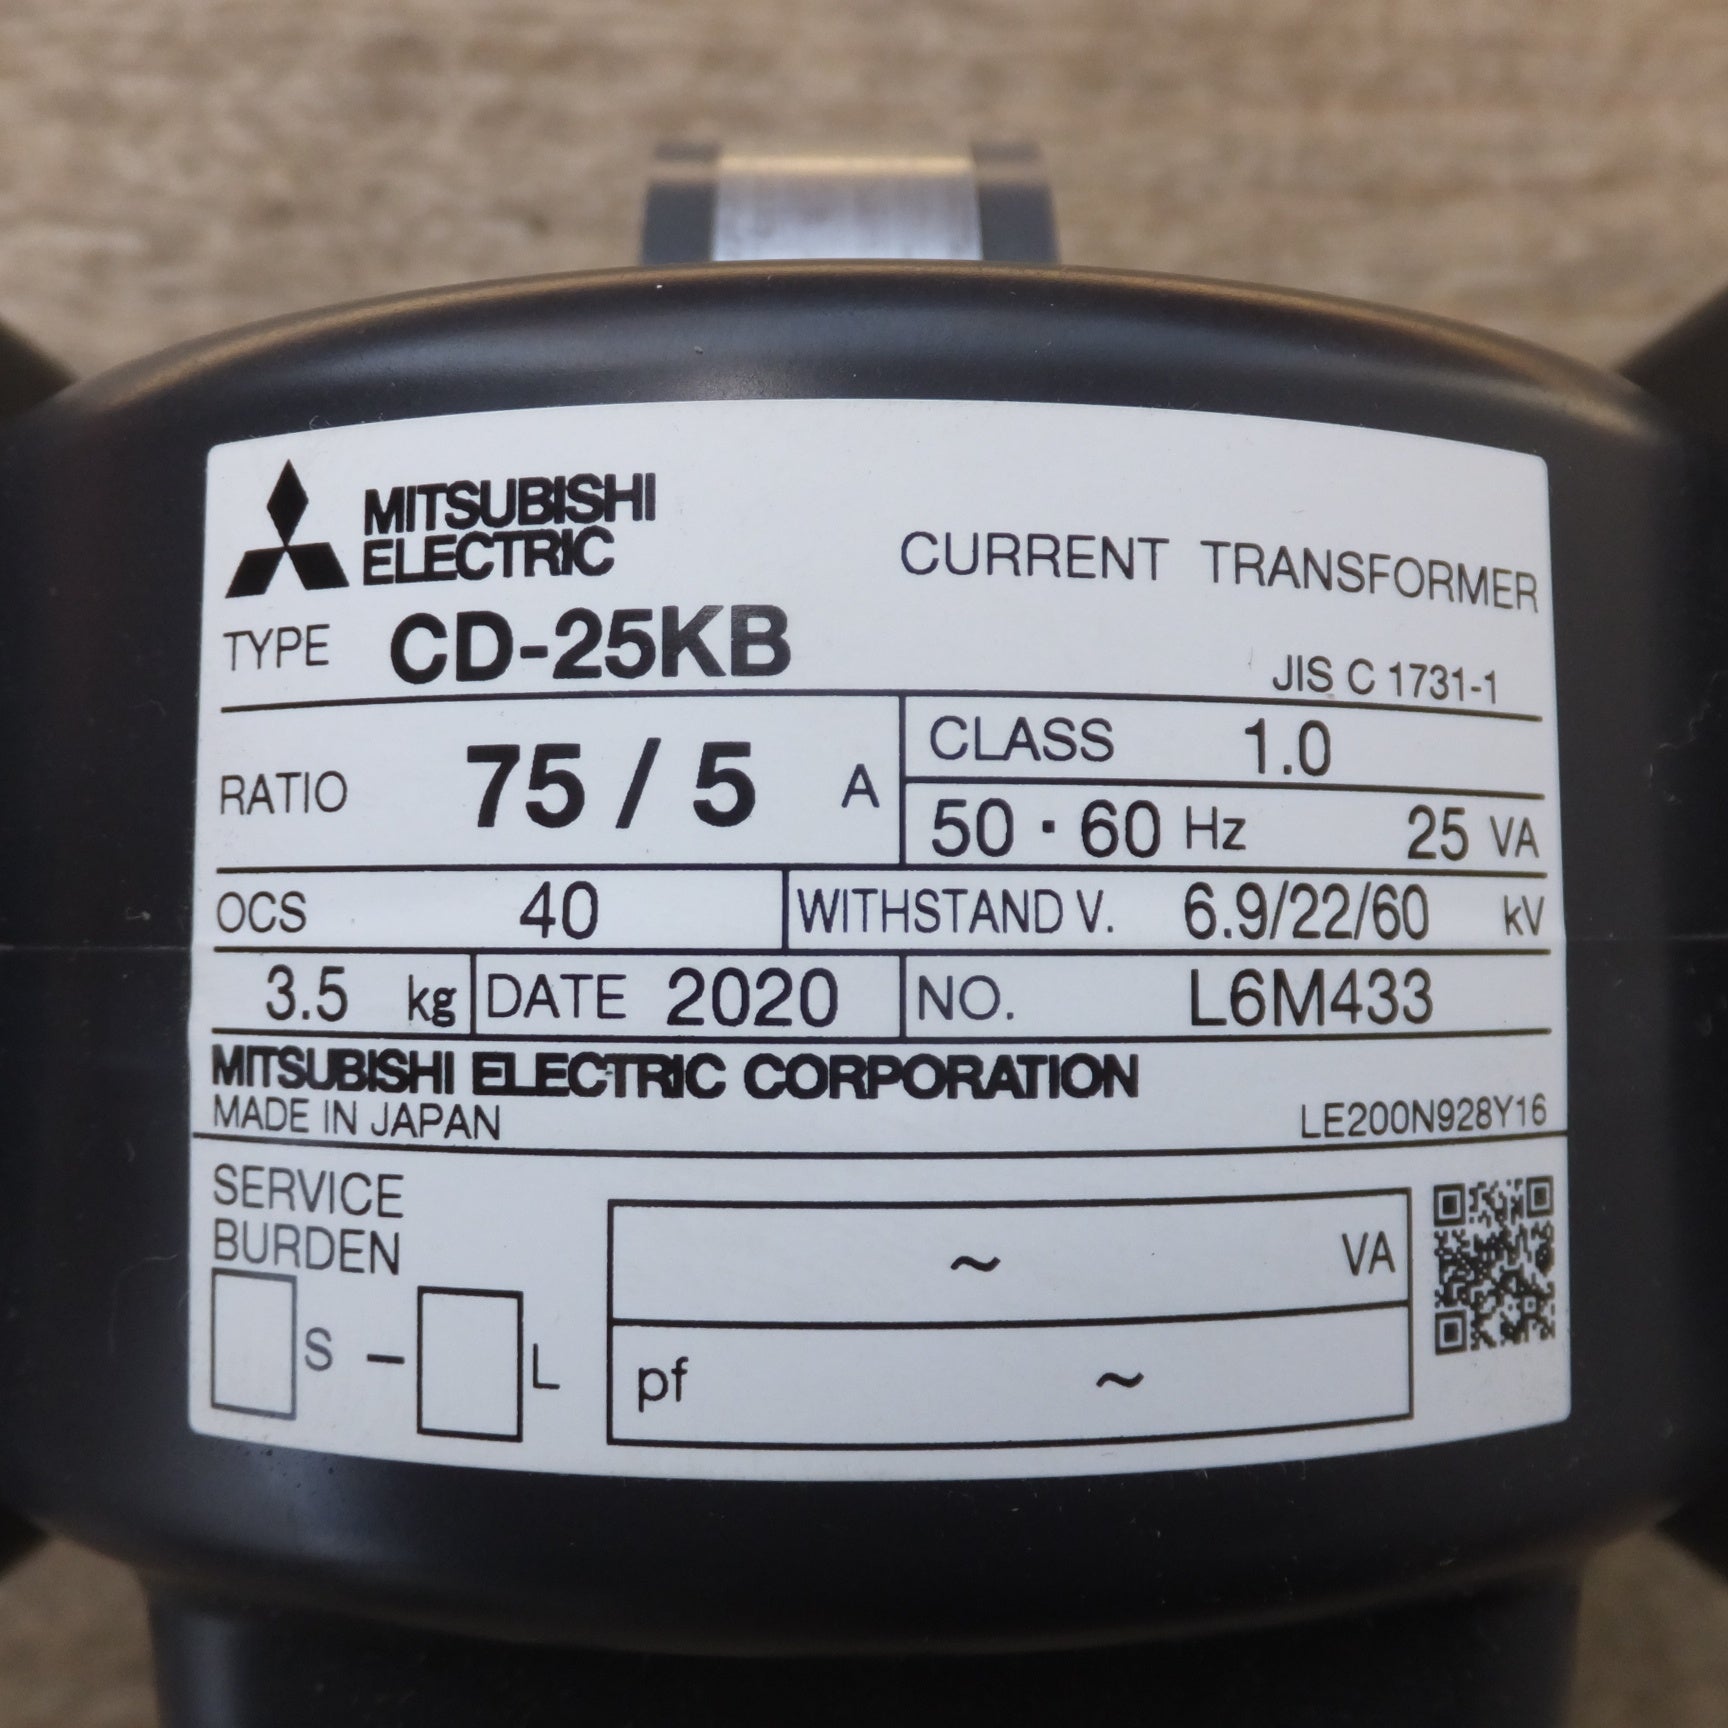 MITSUBISHI
ELECTRIC
CURRENT TRANSFORMER
TYPE CD-25KB
JIS C 1731-1
RATIO 75 / 5 A
CLASS 1.0
50・60 Hz 25 VA
OCS 40 WITHSTAND V. 6.9/22/60 kV
3.5 kg DATE 2020 NO. L6M433
MITSUBISHI ELECTRIC CORPORATION
MADE IN JAPAN LE200N928Y16
SERVICE
BURDEN
S - L
~ VA
pf ~